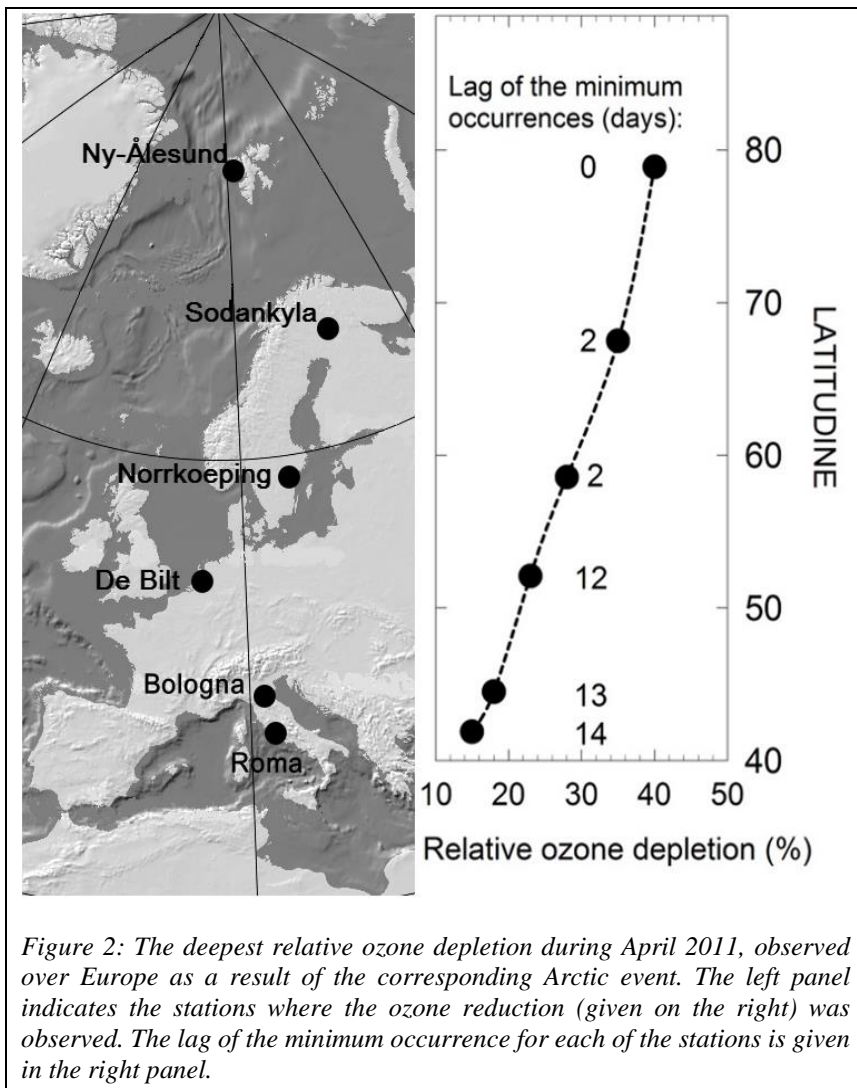 Ny-Ålesund
Sodankyla
Norrkoeping
De Bilt
Bologna
Roma
Lag of the minimum
occurrences (days):
0
2
2
12
13
14
80
70
60
50
40
LATITUDINE
10 20 30 40 50
Relative ozone depletion (%)
Figure 2: The deepest relative ozone depletion during April 2011, observed
over Europe as a result of the corresponding Arctic event. The left panel
indicates the stations where the ozone reduction (given on the right) was
observed. The lag of the minimum occurrence for each of the stations is given
in the right panel.